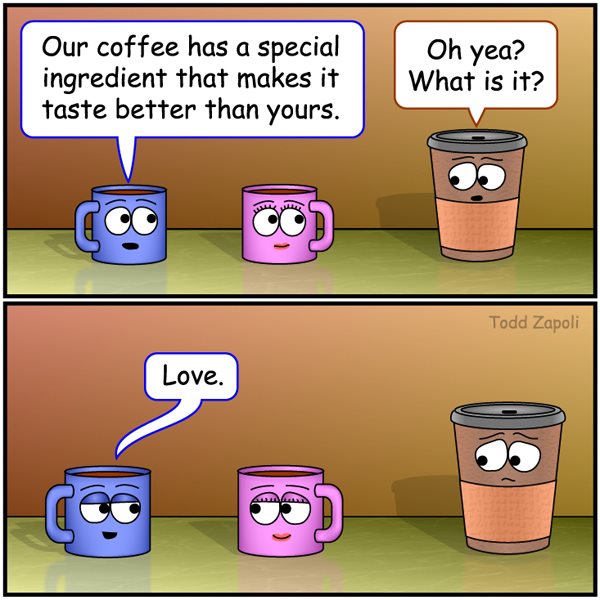 Our coffee has a special
ingredient that makes it
taste better than yours.
Oh yea?
What is it?
Todd Zapoli
Love.